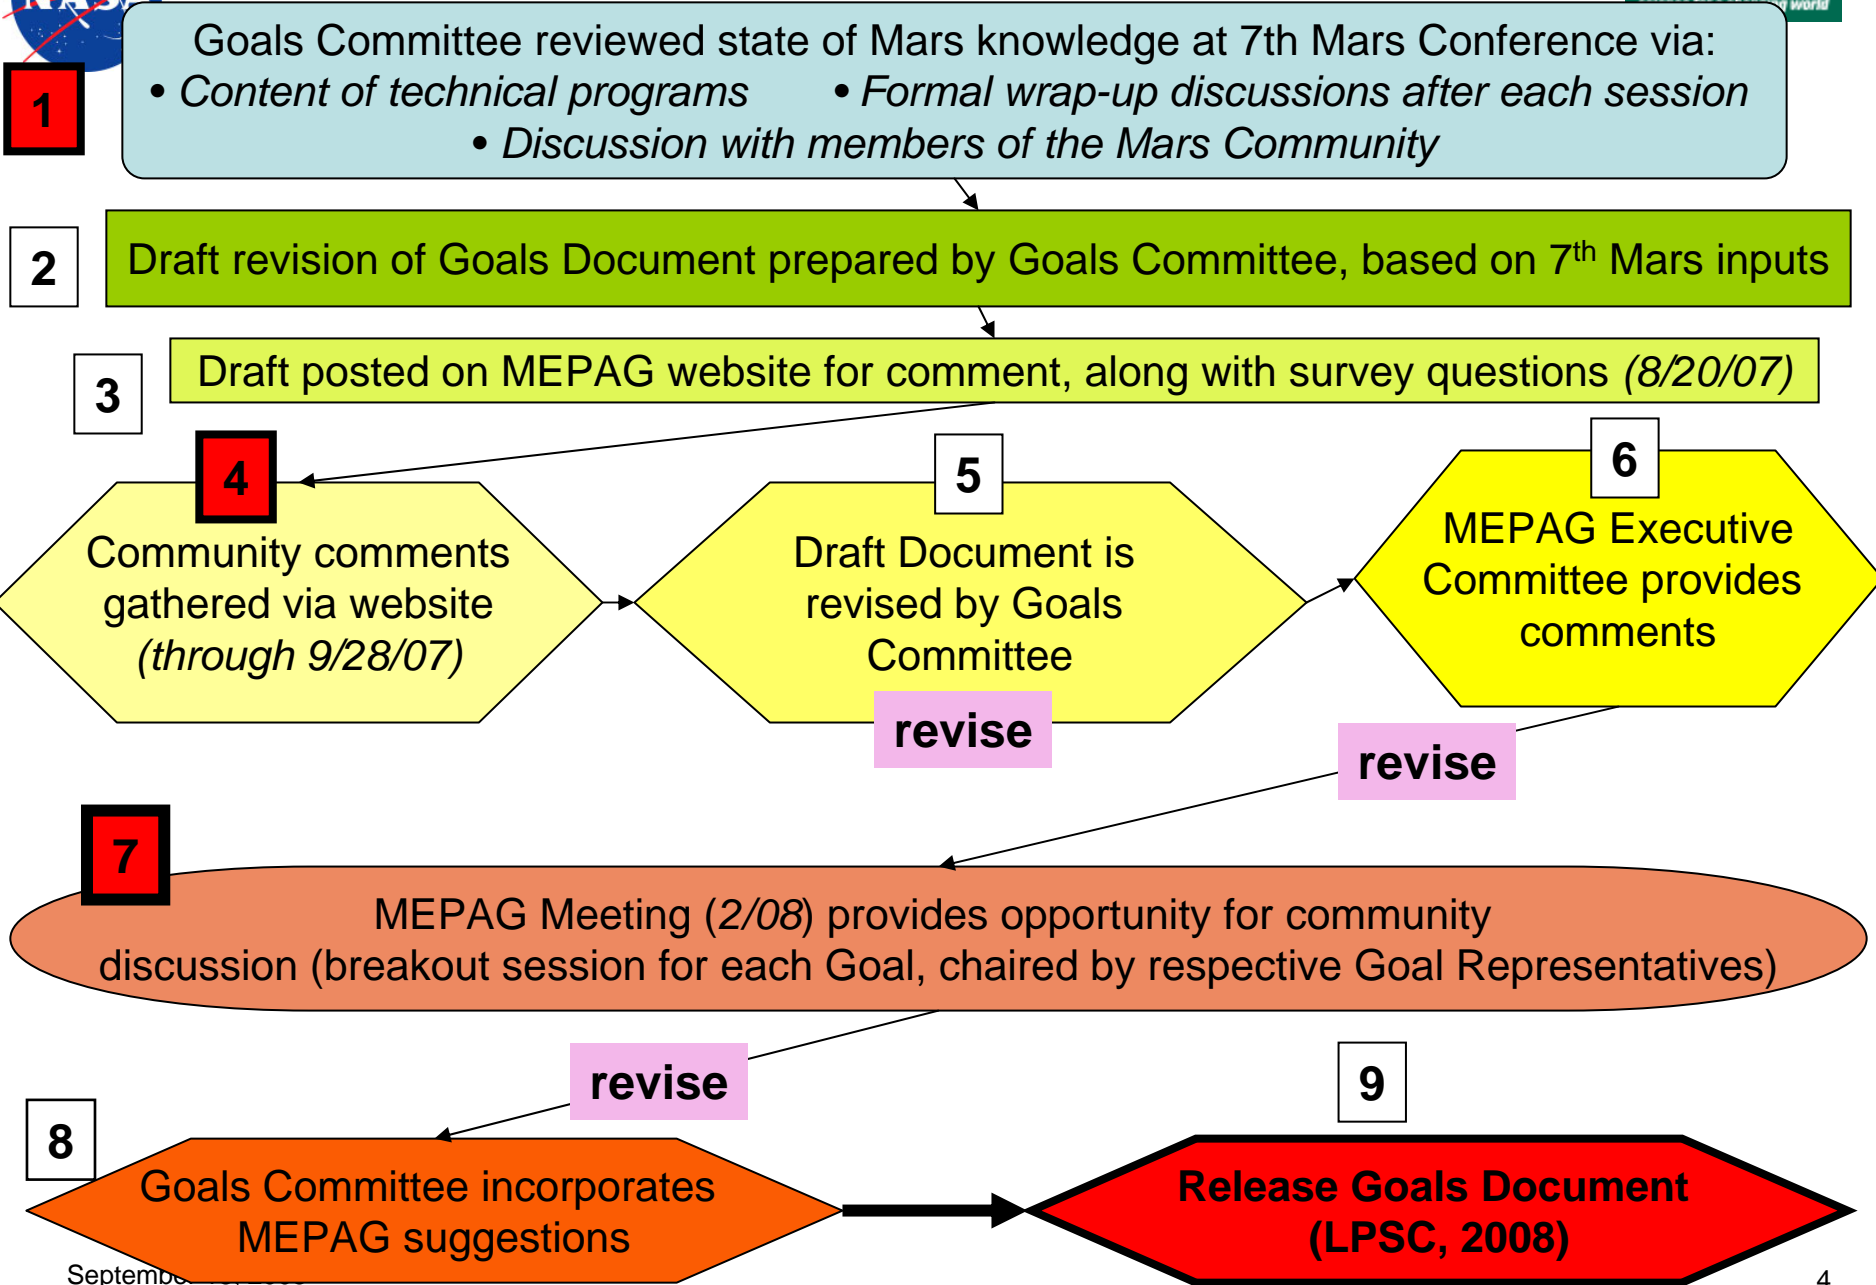 NASA
world
Goals Committee reviewed state of Mars knowledge at 7th Mars Conference via:
• Content of technical programs • Formal wrap-up discussions after each session
• Discussion with members of the Mars Community
1
2
Draft revision of Goals Document prepared by Goals Committee, based on 7th Mars inputs
3
Draft posted on MEPAG website for comment, along with survey questions (8/20/07)
4
Community comments
gathered via website
(through 9/28/07)
5
Draft Document is
revised by Goals
Committee
revise
6
MEPAG Executive
Committee provides
comments
revise
7
MEPAG Meeting (2/08) provides opportunity for community
discussion (breakout session for each Goal, chaired by respective Goal Representatives)
revise
8
Goals Committee incorporates
MEPAG suggestions
9
Release Goals Document
(LPSC, 2008)
September
4